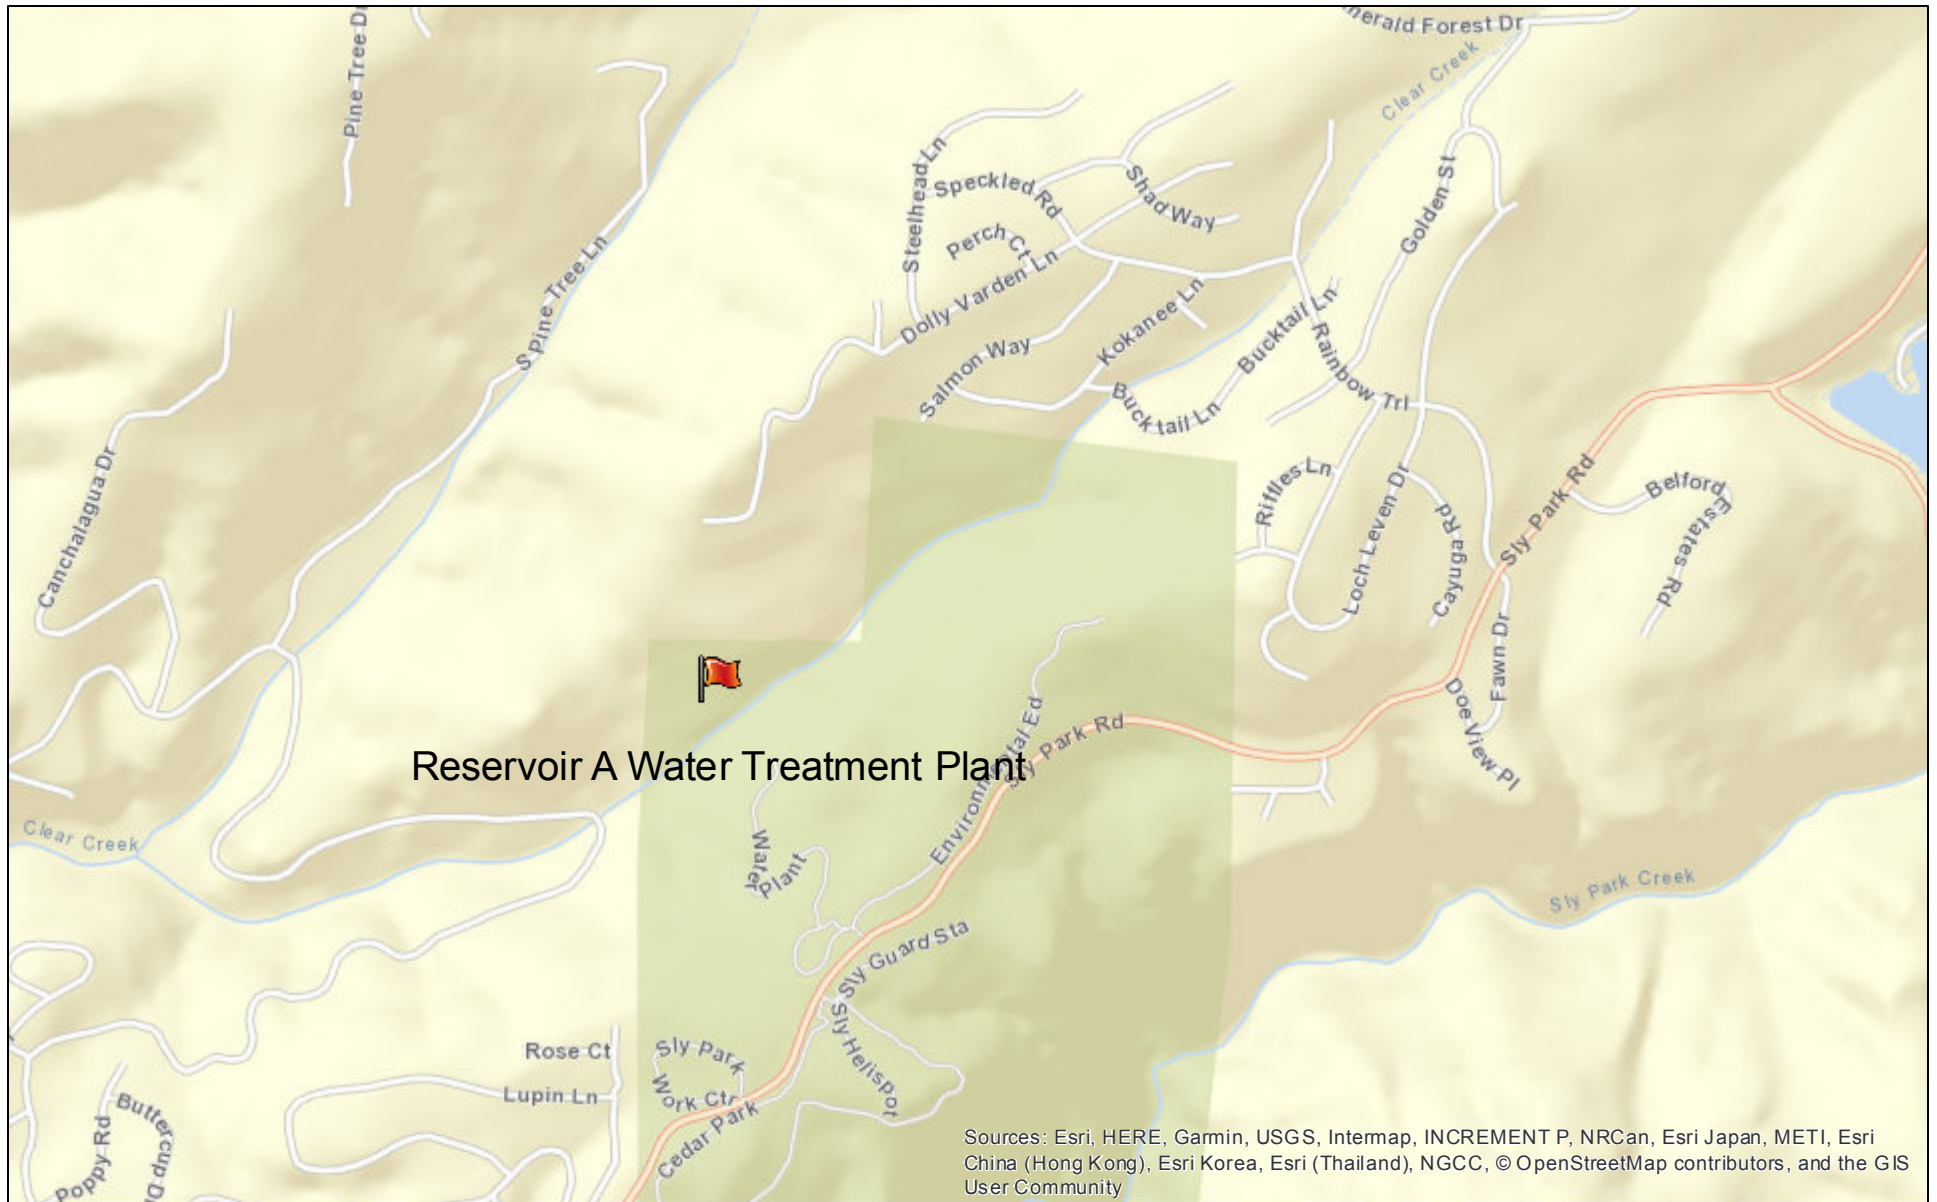 Pine Tree Dr
merald Forest Dr
Clear Creek
Steelhead Ln
Speckled Rd
Shad Way
Perch Ct
Golden St
S Pine Tree Ln
Dolly Varden Ln
Kokanee Ln
Bucktail Ln
Salmon Way
Rainbow Trl
Bucktail Ln
Canchalagua Dr
Riffles Ln
Loch Leven Dr
Cayuga Rd
Sly Park Rd
Belford
Estates Rd
Fawn Dr
Doe View Pl
Environmental Ed
Sly Park Rd
Reservoir A Water Treatment Plant
Clear Creek
Water
Plant
Sly Park Creek
Sly Guard Sta
Sly Helispot
Rose Ct
Sly Park
Work Ctr
Lupin Ln
Cedar Park
Poppy Rd
Buttercup Dr
Sources: Esri, HERE, Garmin, USGS, Intermap, INCREMENT P, NRCan, Esri Japan, METI, Esri
China (Hong Kong), Esri Korea, Esri (Thailand), NGCC, © OpenStreetMap contributors, and the GIS
User Community